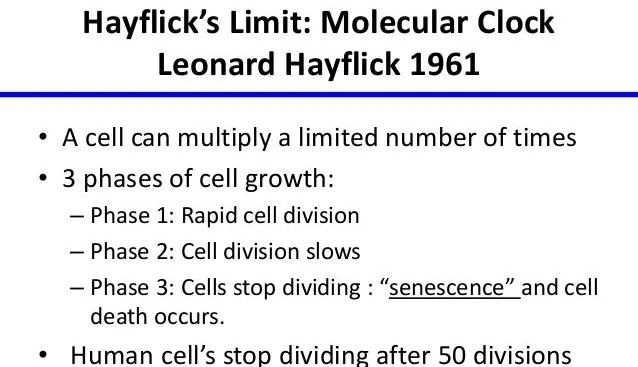 Hayflick’s Limit: Molecular Clock
Leonard Hayflick 1961
• A cell can multiply a limited number of times
• 3 phases of cell growth:
– Phase 1: Rapid cell division
– Phase 2: Cell division slows
– Phase 3: Cells stop dividing : “senescence” and cell
death occurs.
• Human cell’s stop dividing after 50 divisions